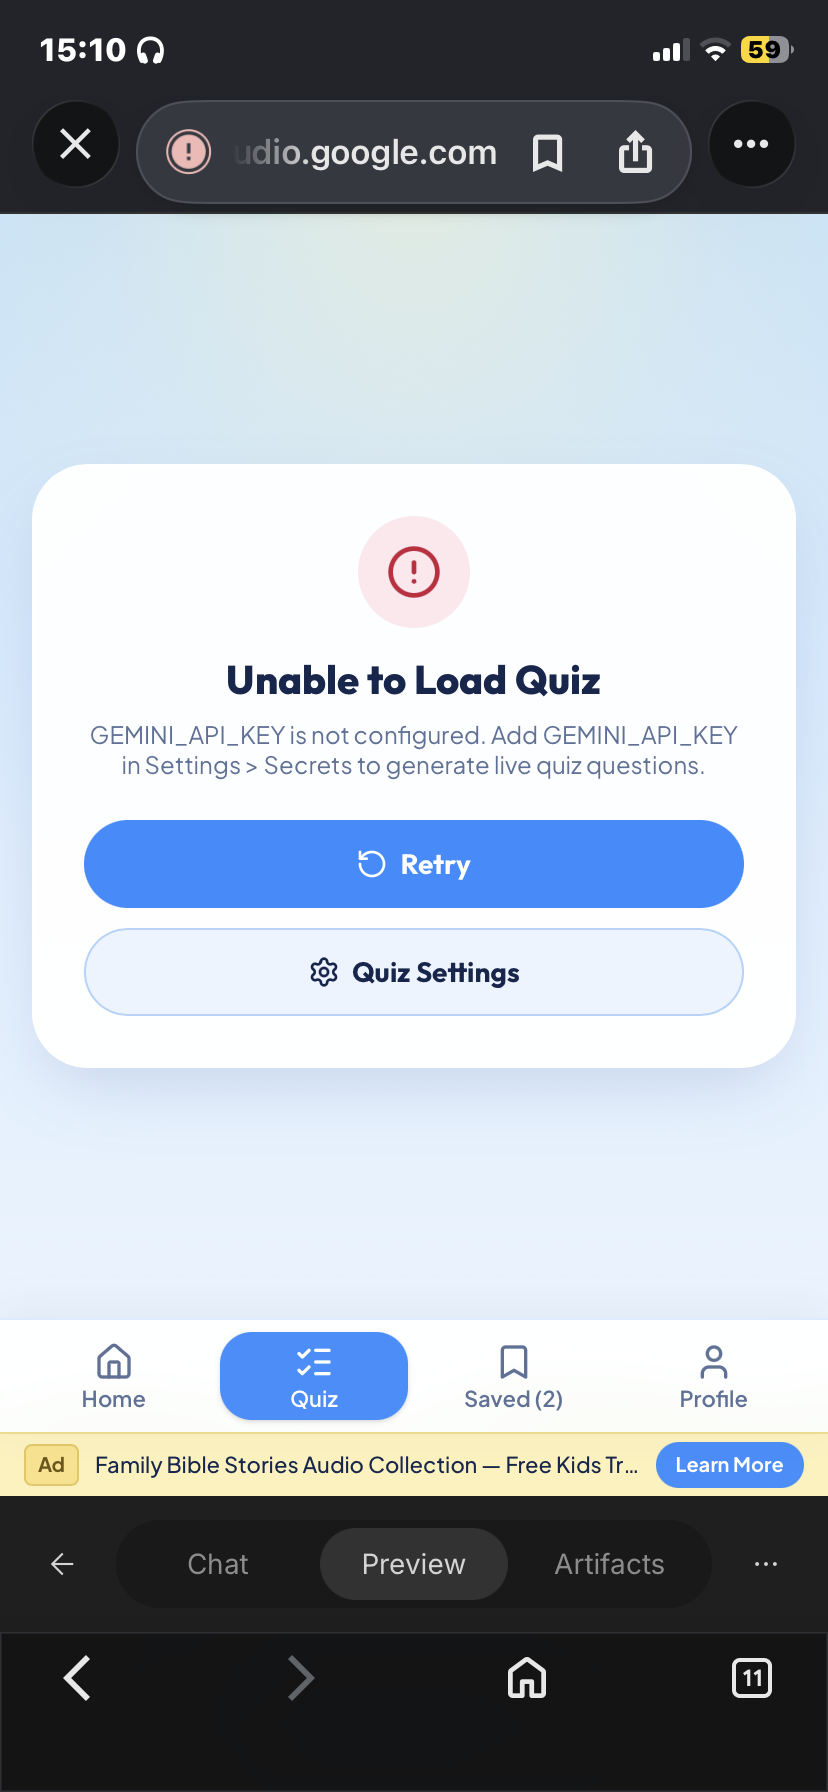 15:10
59
udio.google.com
Unable to Load Quiz
GEMINI_API_KEY is not configured. Add GEMINI_API_KEY
in Settings > Secrets to generate live quiz questions.
Retry
Quiz Settings
Home
Quiz
Saved (2)
Profile
Ad
Family Bible Stories Audio Collection — Free Kids Tr...
Learn More
Chat
Preview
Artifacts
11